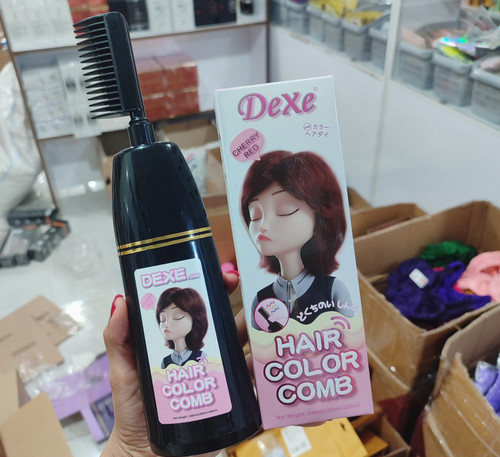 DeXe®
CHERRY
RED
カラー
ヘアダイ
HAIR
COLOR
COMB
DEXE
HAIR
COLOR
COMB